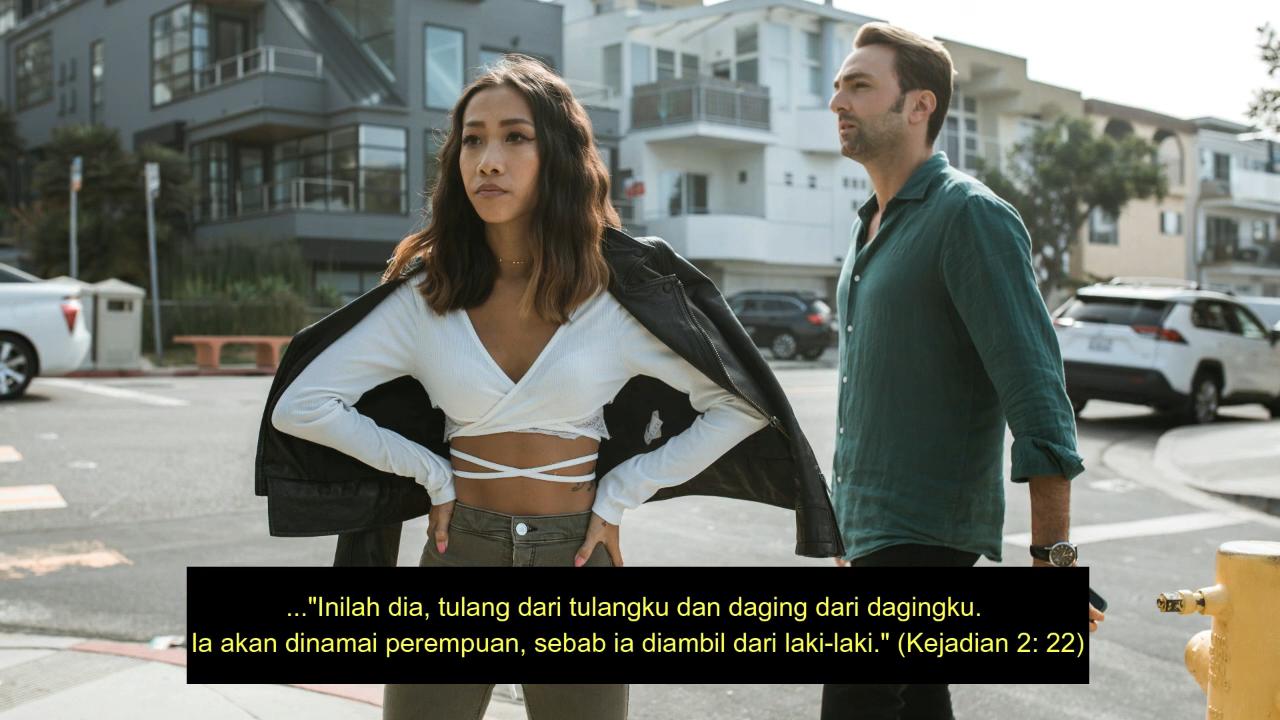 ..."Inilah dia, tulang dari tulangku dan daging dari dagingku.
Ia akan dinamai perempuan, sebab ia diambil dari laki-laki." (Kejadian 2: 22)